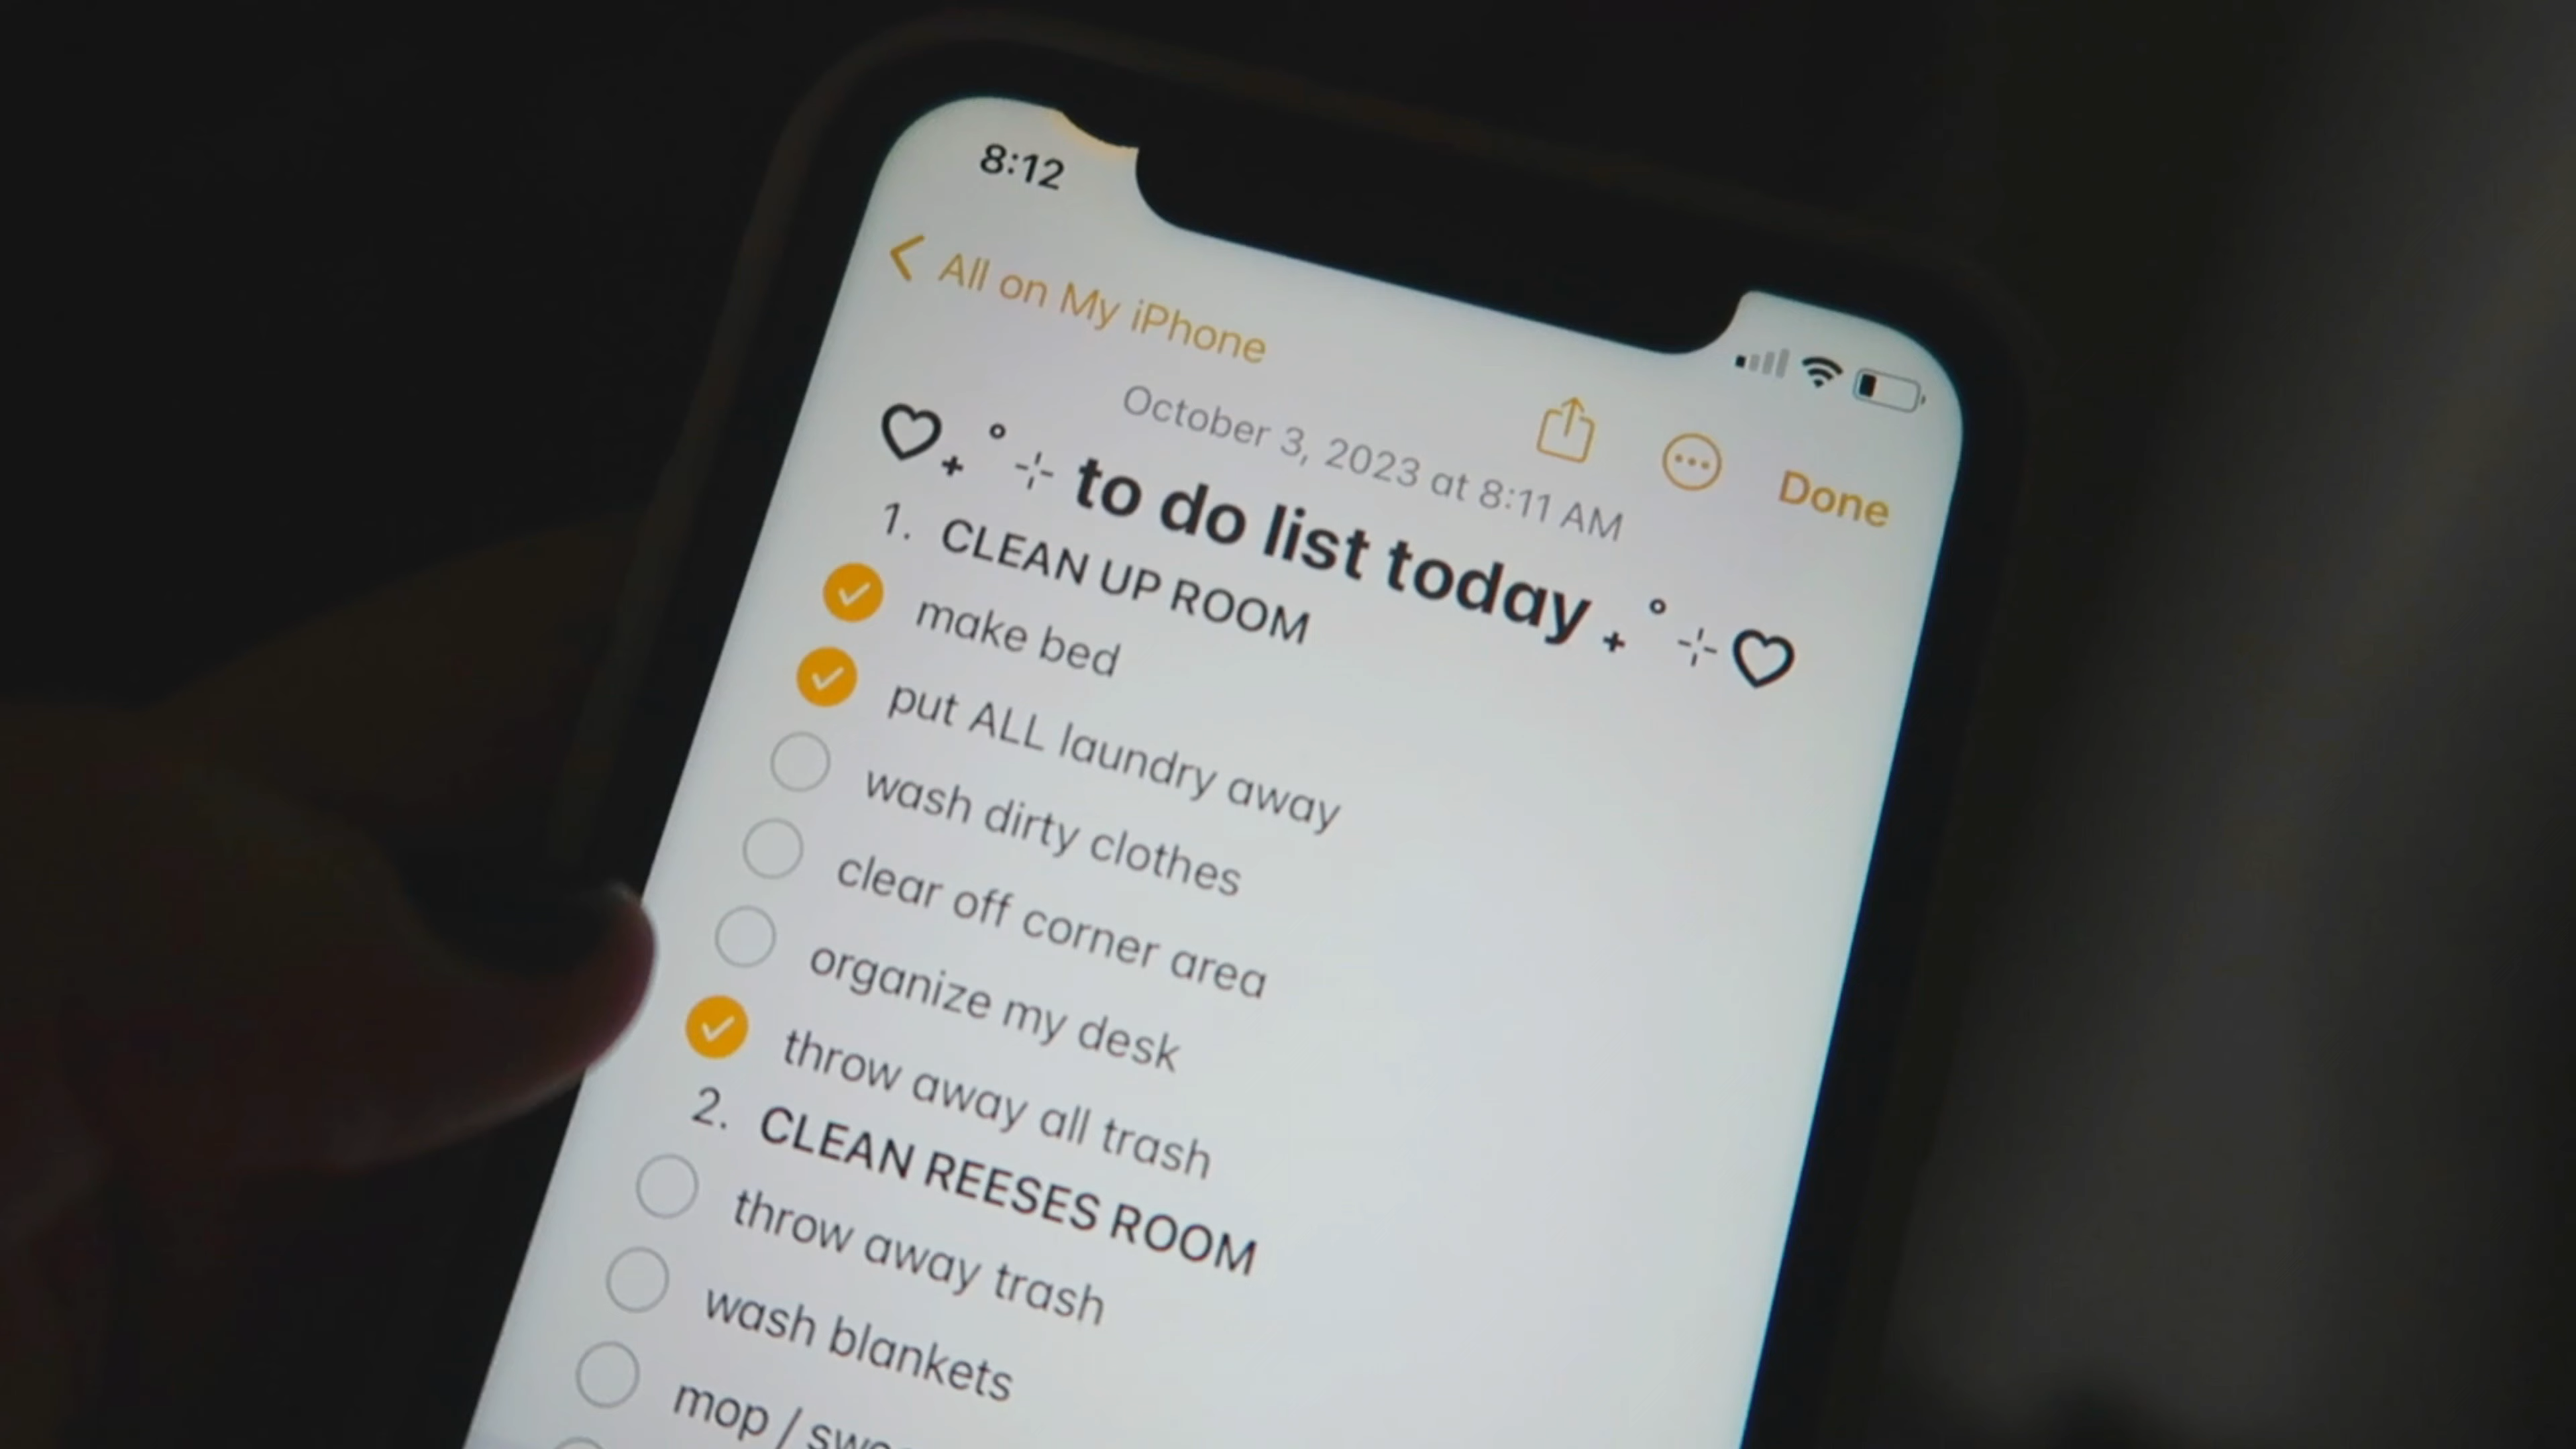 8:12
All on My iPhone
Done
October 3, 2023 at 8:11 AM
♡₊˚⊹ to do list today ₊˚⊹♡
1. CLEAN UP ROOM
make bed
put ALL laundry away
wash dirty clothes
clear off corner area
organize my desk
throw away all trash
2. CLEAN REESES ROOM
throw away trash
wash blankets
mop /